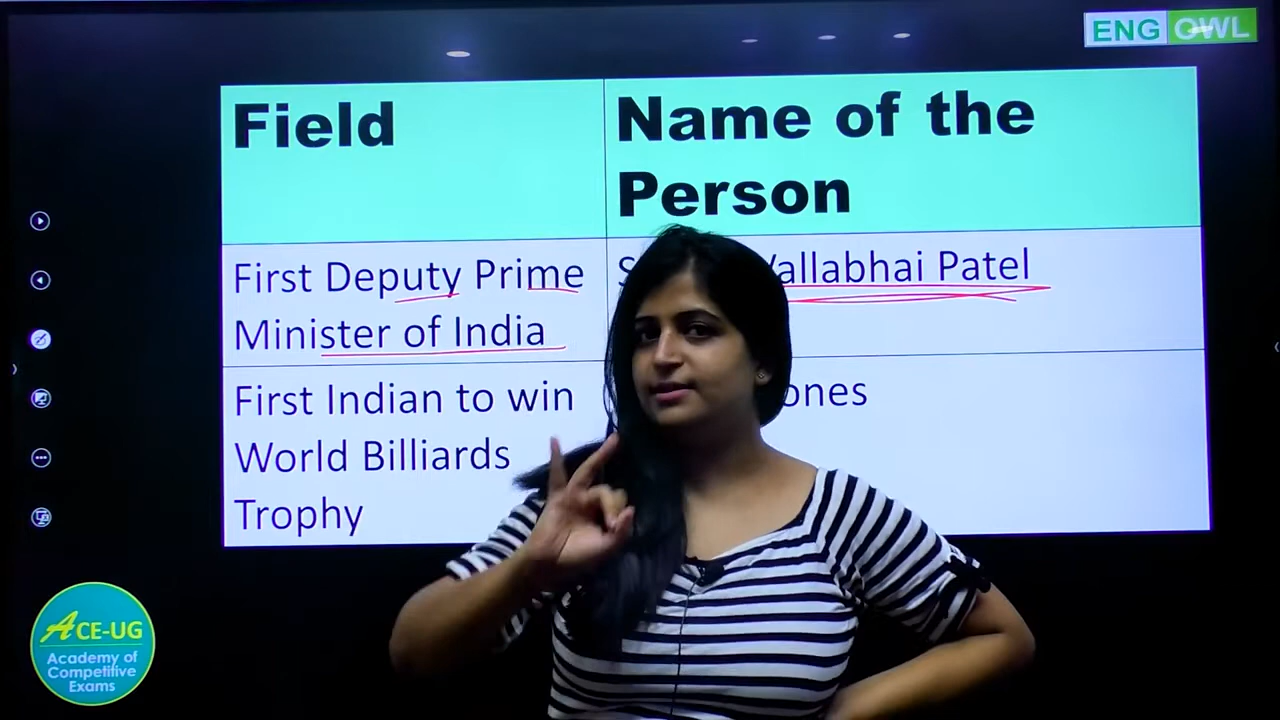 ENG OWL
Field
Name of the
Person
First Deputy Prime
Minister of India
Vallabhai Patel
First Indian to win
World Billiards
Trophy
ACE-UG
Academy of
Competitive
Exams